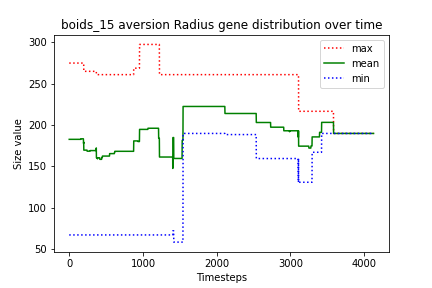 boids_15 aversion Radius gene distribution over time
300
250
200
150
100
50
Size value
max
mean
min
0
1000
2000
3000
4000
Timesteps